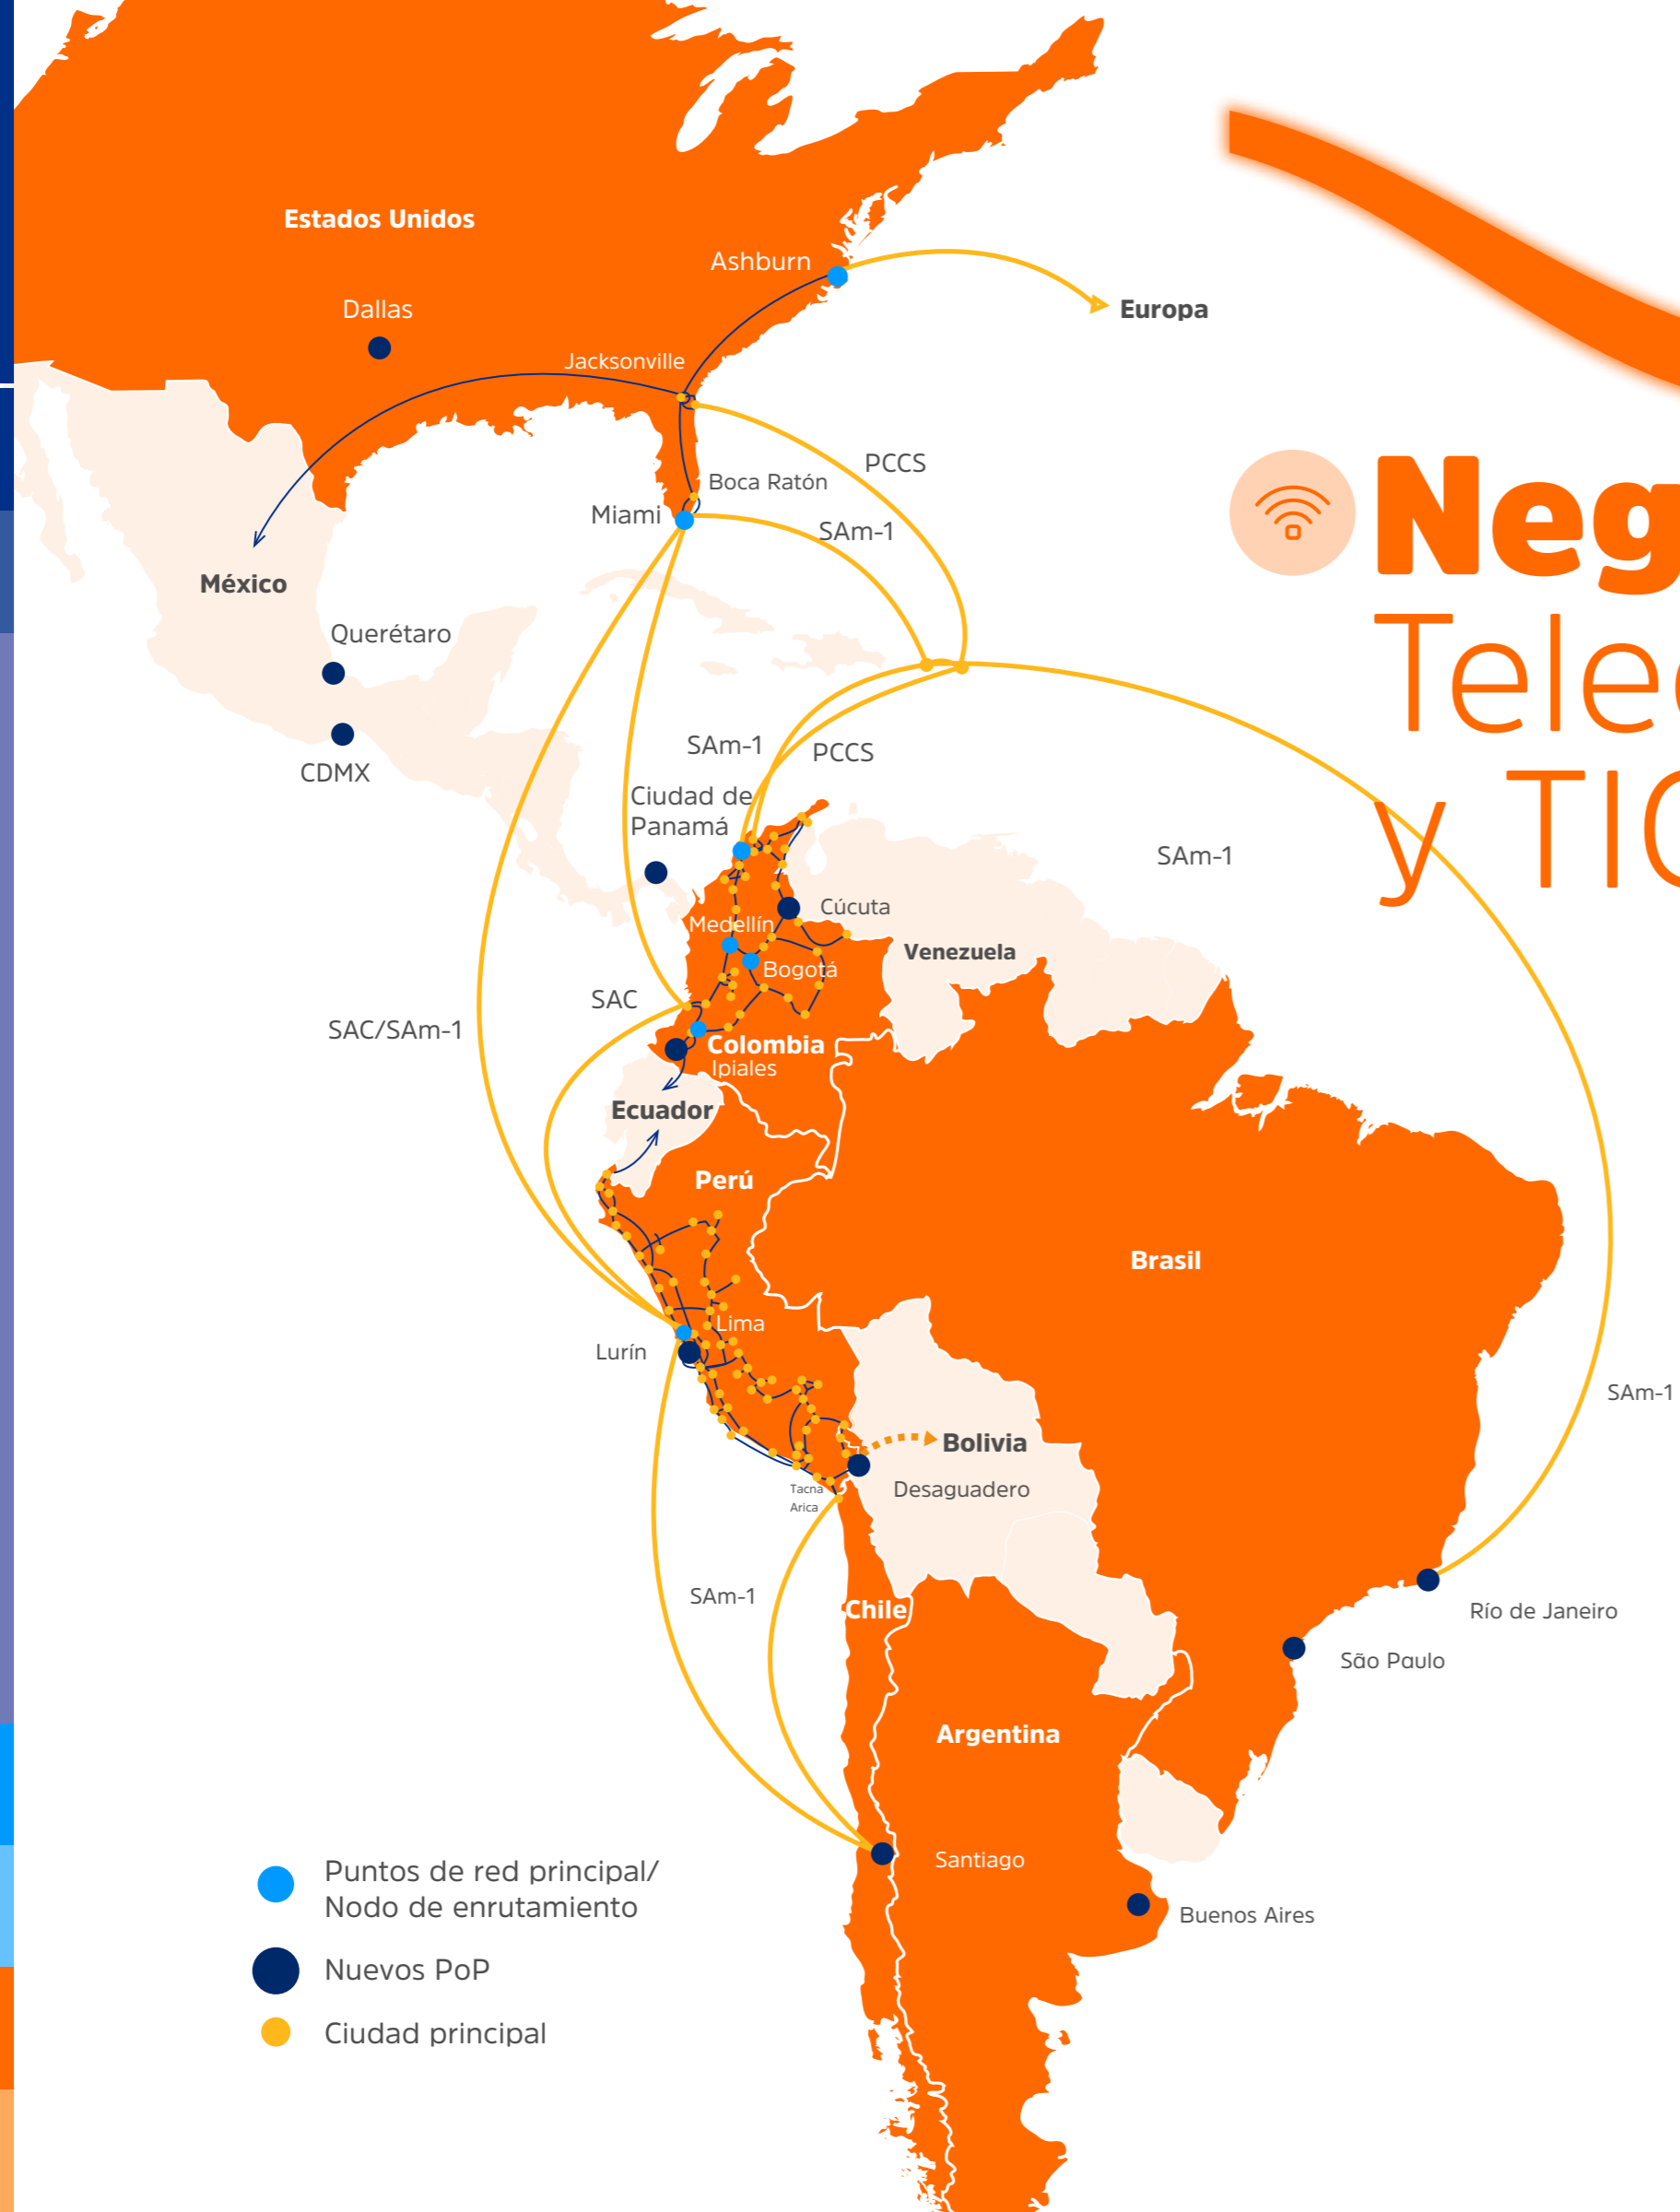 Estados Unidos
Ashburn
Europa
Dallas
Jacksonville
PCCS
Boca Ratón
Miami
SAm-1
México
Querétaro
CDMX
Neg
Telec
y TIC
SAm-1
PCCS
Ciudad de
Panamá
SAm-1
Cúcuta
Medellín
Venezuela
Bogotá
SAC
SAC/SAm-1
Colombia
Ipiales
Ecuador
Perú
Brasil
Lima
Lurín
SAm-1
Bolivia
Desaguadero
Tacna
Arica
SAm-1
Chile
Río de Janeiro
São Paulo
Argentina
Santiago
Buenos Aires
Puntos de red principal/
Nodo de enrutamiento
Nuevos PoP
Ciudad principal